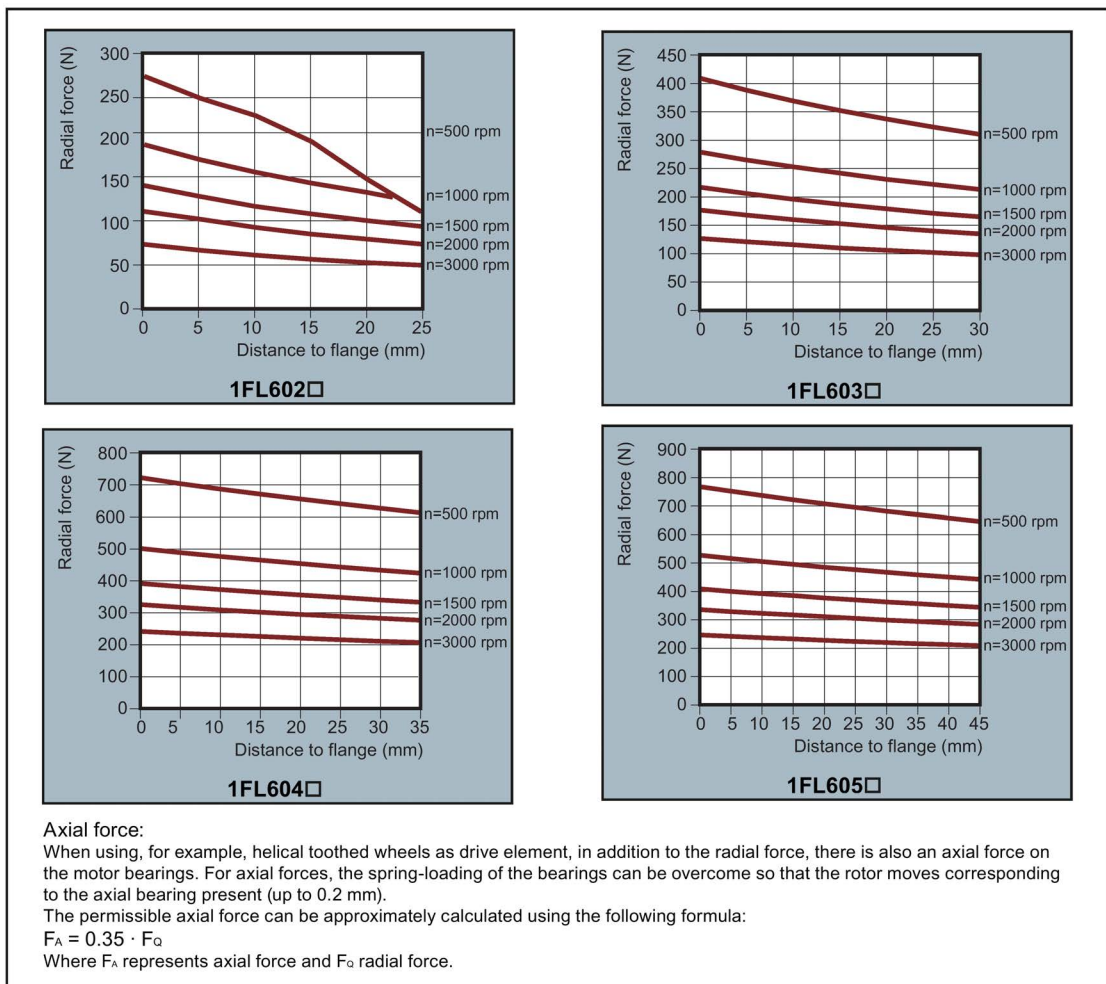 Radial force (N)
300
250
200
150
100
50
0
n=500 rpm
n=1000 rpm
n=1500 rpm
n=2000 rpm
n=3000 rpm
0 5 10 15 20 25
Distance to flange (mm)
1FL602□
Radial force (N)
450
400
350
300
250
200
150
100
50
0
n=500 rpm
n=1000 rpm
n=1500 rpm
n=2000 rpm
n=3000 rpm
0 5 10 15 20 25 30
Distance to flange (mm)
1FL603□
Radial force (N)
800
700
600
500
400
300
200
100
0
n=500 rpm
n=1000 rpm
n=1500 rpm
n=2000 rpm
n=3000 rpm
0 5 10 15 20 25 30 35
Distance to flange (mm)
1FL604□
Radial force (N)
900
800
700
600
500
400
300
200
100
0
n=500 rpm
n=1000 rpm
n=1500 rpm
n=2000 rpm
n=3000 rpm
0 5 10 15 20 25 30 35 40 45
Distance to flange (mm)
1FL605□
Axial force:
When using, for example, helical toothed wheels as drive element, in addition to the radial force, there is also an axial force on
the motor bearings. For axial forces, the spring-loading of the bearings can be overcome so that the rotor moves corresponding
to the axial bearing present (up to 0.2 mm).
The permissible axial force can be approximately calculated using the following formula:
FA = 0.35 · FQ
Where FA represents axial force and FQ radial force.